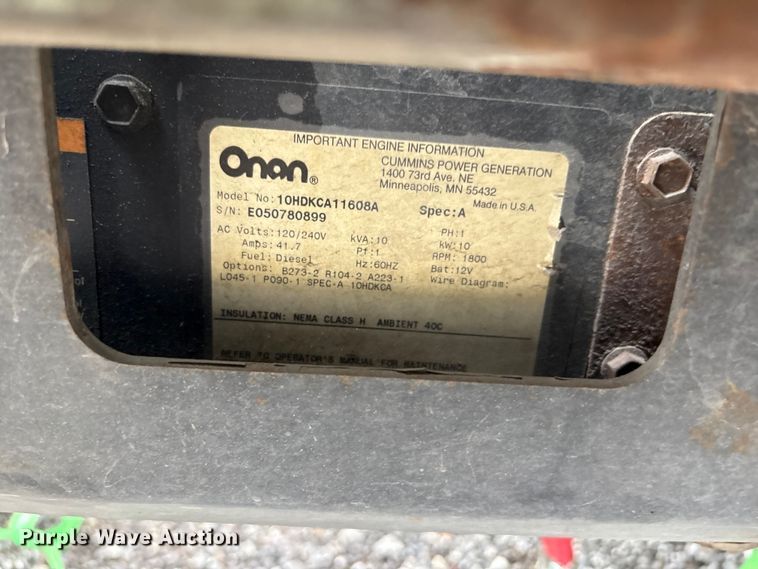 IMPORTANT ENGINE INFORMATION
Onan®
CUMMINS POWER GENERATION
1400 73rd Ave. NE
Minneapolis, MN 55432
Made in U.S.A.
Model No: 10HDKCA11608A Spec: A
S/N: E050780899
AC Volts: 120/240V kVA: 10 PH: 1
Amps: 41.7 Pf: 1 kW: 10
Fuel: Diesel Hz: 60HZ RPM: 1800
Bat: 12V
Options: B273-2 R104-2 A223-1 Wire Diagram:
L045-1 P090-1 SPEC-A 10HDKCA
INSULATION: NEMA CLASS H AMBIENT 40C
REFER TO OPERATOR'S MANUAL FOR MAINTENANCE
Purple Wave Auction